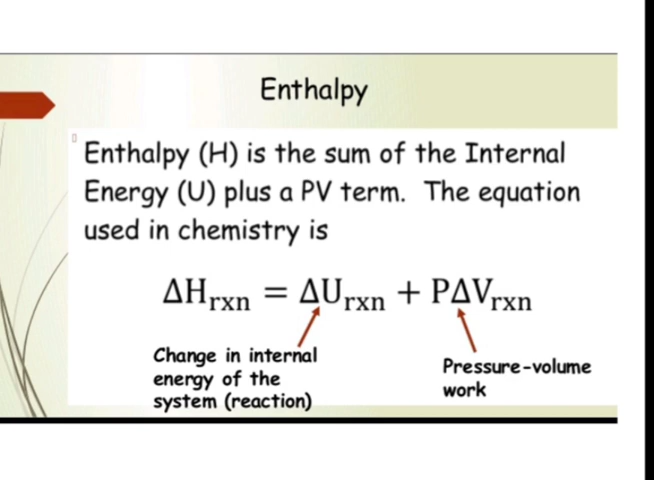 Enthalpy
Enthalpy (H) is the sum of the Internal
Energy (U) plus a PV term. The equation
used in chemistry is
ΔHrxn = ΔUrxn + PΔVrxn
Change in internal
energy of the
system (reaction)
Pressure-volume
work